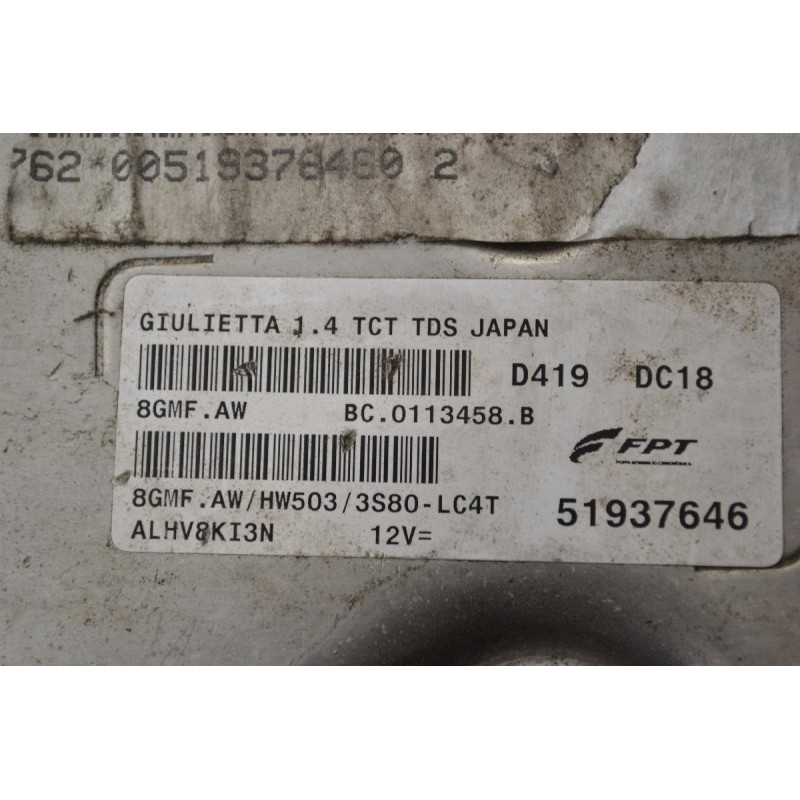 762*00519376460 2
GIULIETTA 1.4 TCT TDS JAPAN
D419 DC18
8GMF.AW BC.0113458.B
FPT
8GMF.AW/HW503/3S80-LC4T
51937646
ALHV8KI3N 12V=